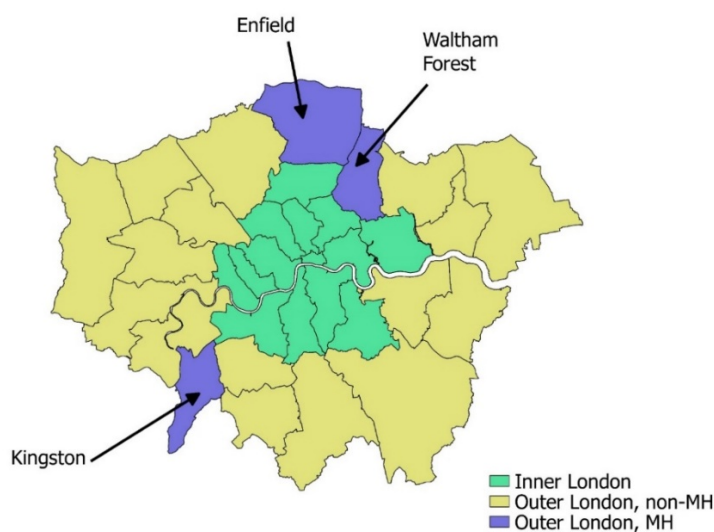 Enfield
Waltham
Forest
Kingston
Inner London
Outer London, non-MH
Outer London, MH